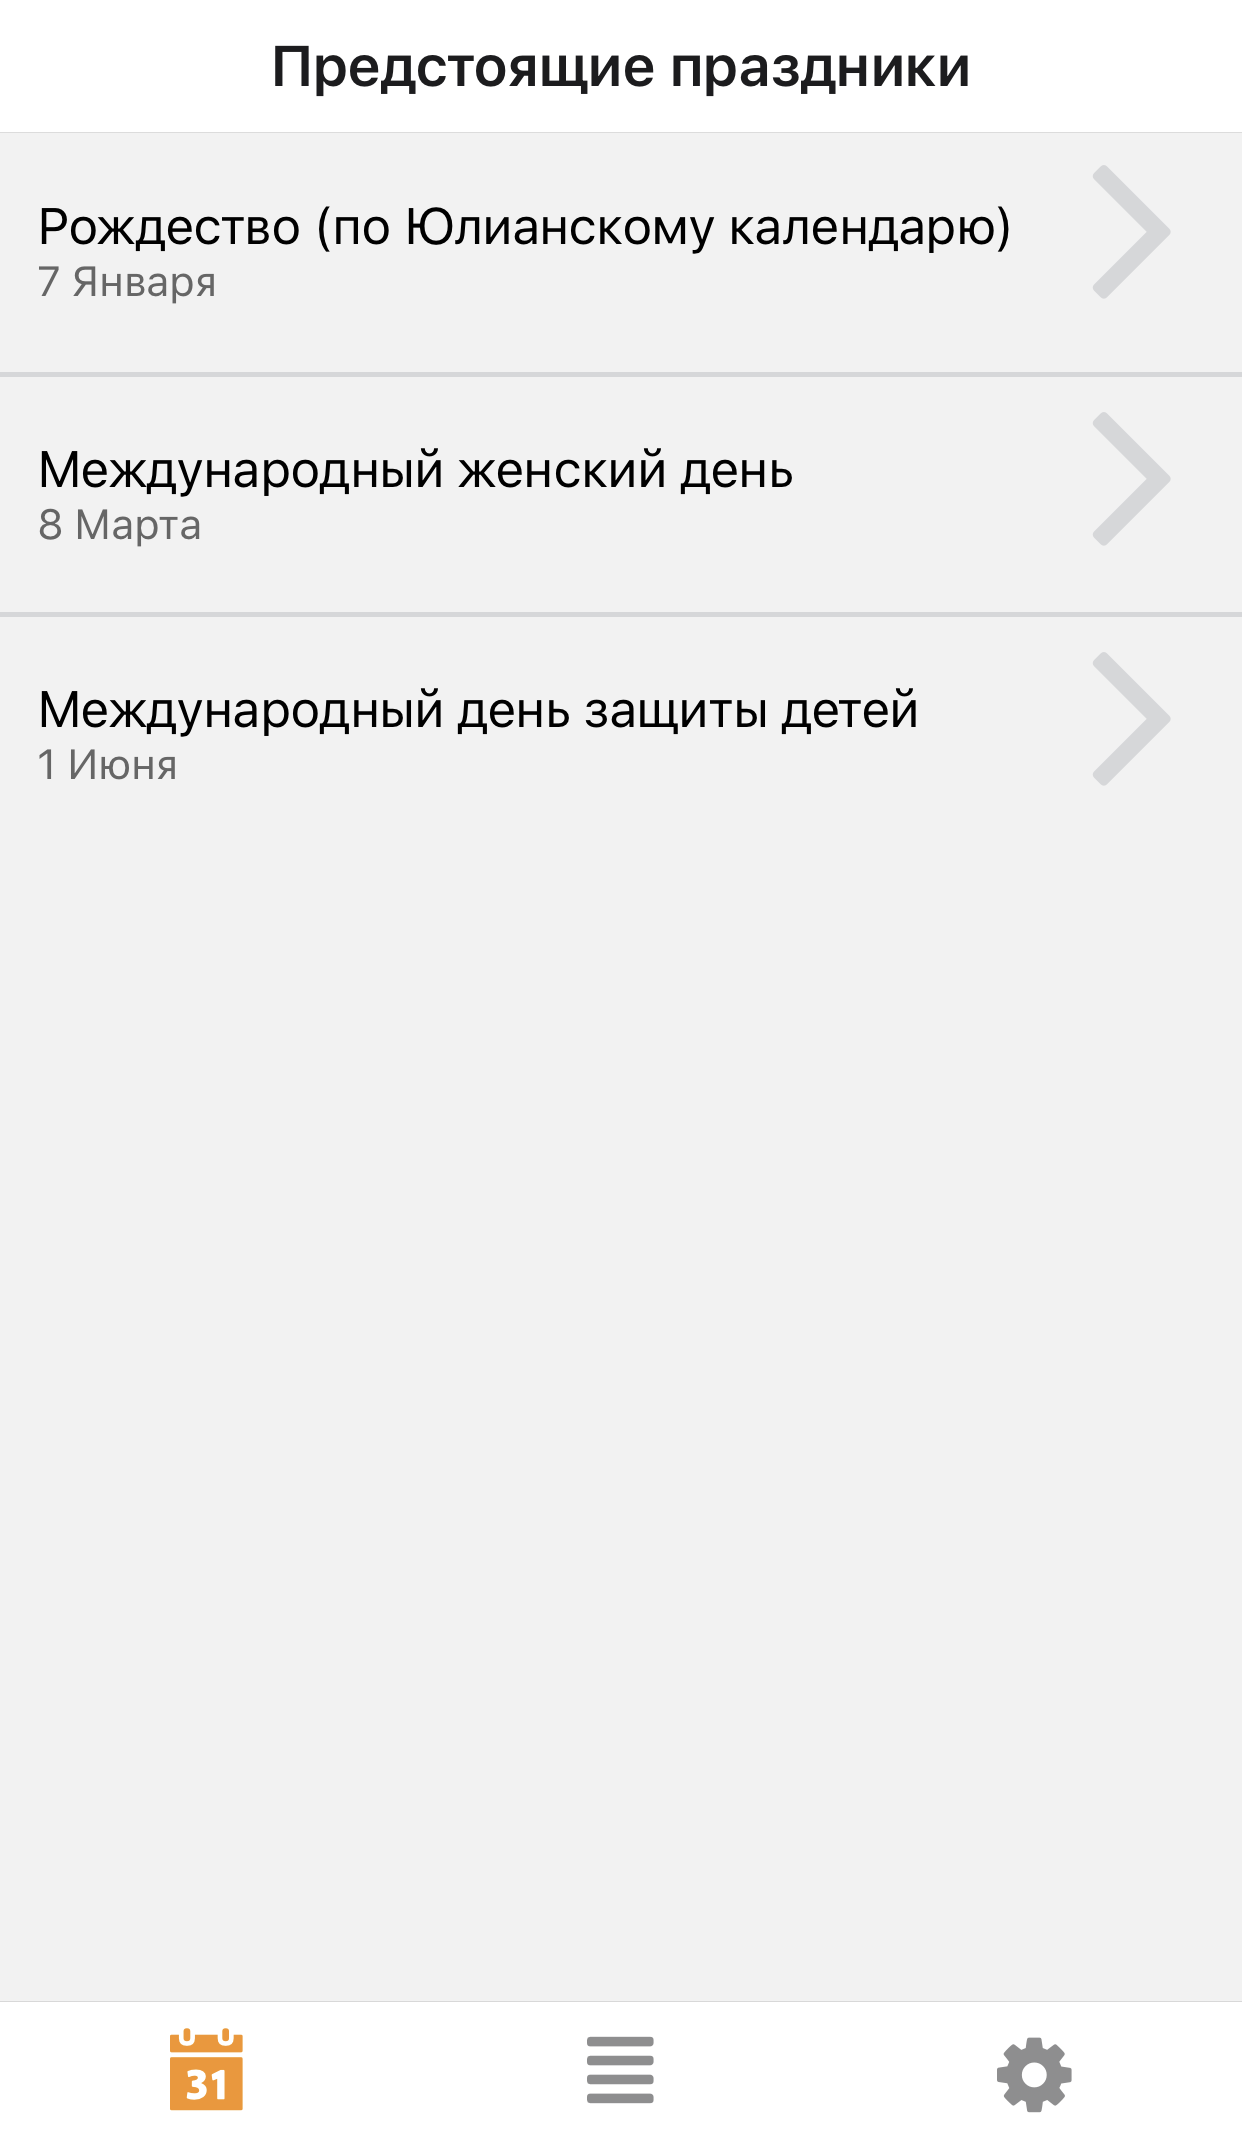 Предстоящие праздники
Рождество (по Юлианскому календарю)
7 Января
Международный женский день
8 Марта
Международный день защиты детей
1 Июня
31